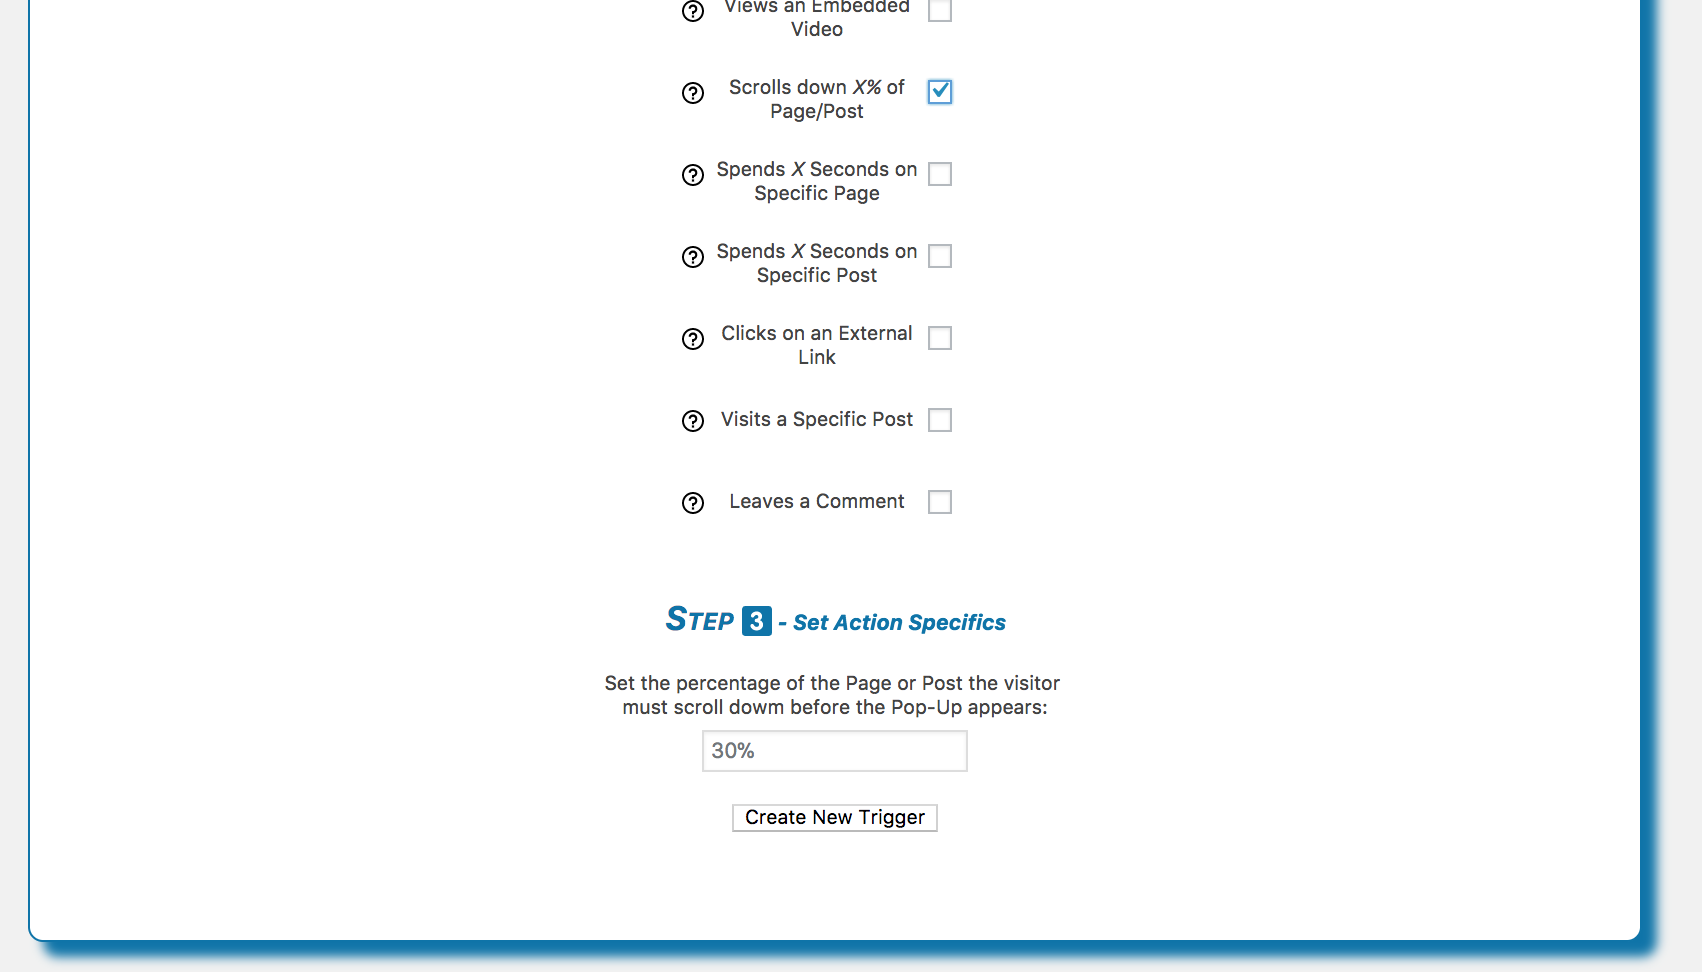 Views an Embedded
Video
Scrolls down X% of
Page/Post
Spends X Seconds on
Specific Page
Spends X Seconds on
Specific Post
Clicks on an External
Link
Visits a Specific Post
Leaves a Comment
STEP 3 - Set Action Specifics
Set the percentage of the Page or Post the visitor
must scroll dowm before the Pop-Up appears:
30%
Create New Trigger